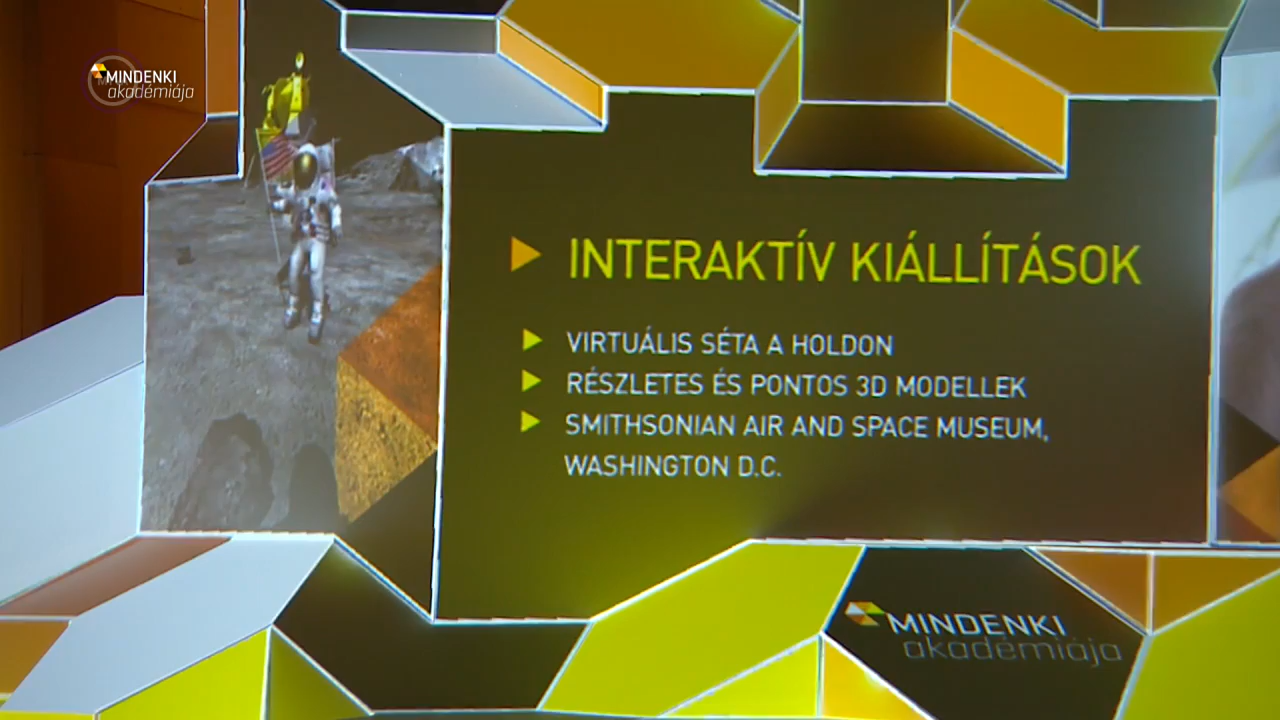 MINDENKI
akadémiája
INTERAKTÍV KIÁLLÍTÁSOK
VIRTUÁLIS SÉTA A HOLDON
RÉSZLETES ÉS PONTOS 3D MODELLEK
SMITHSONIAN AIR AND SPACE MUSEUM,
WASHINGTON D.C.
MINDENKI
akadémiája